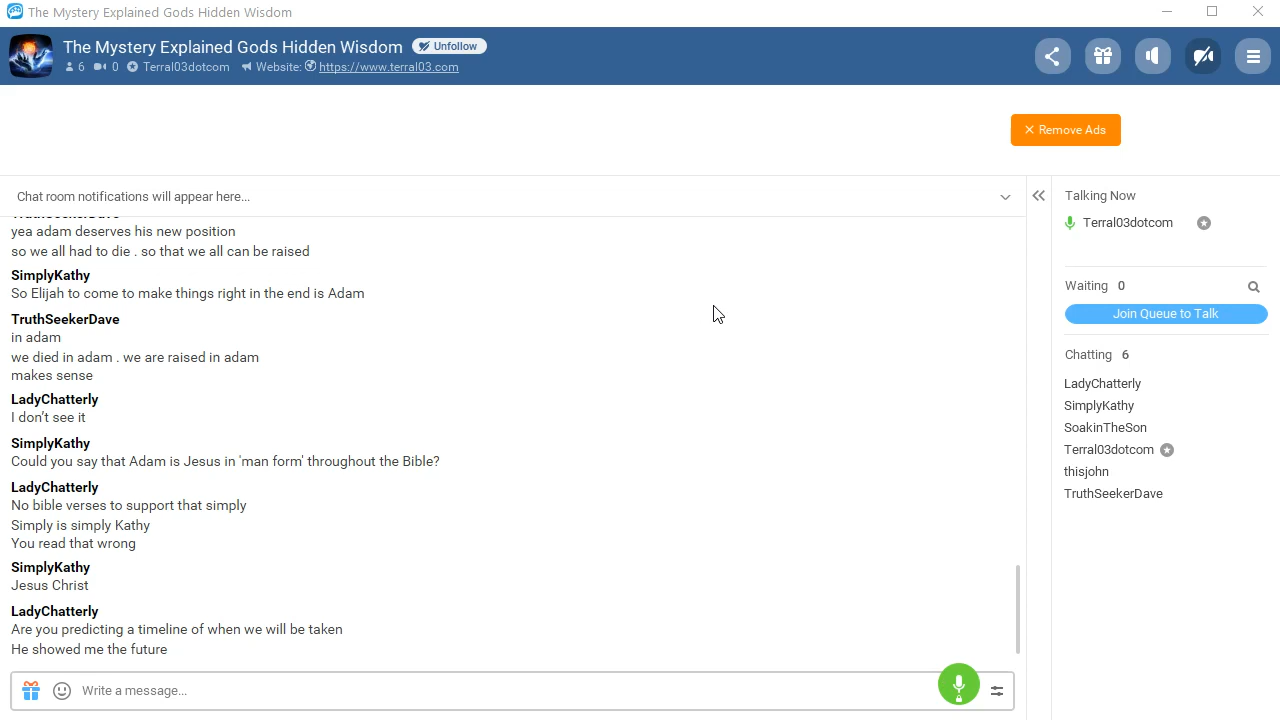 The Mystery Explained Gods Hidden Wisdom
The Mystery Explained Gods Hidden Wisdom Unfollow
6 0 Terral03dotcom Website: https://www.terral03.com
Remove Ads
Chat room notifications will appear here...
yea adam deserves his new position
so we all had to die . so that we all can be raised
SimplyKathy
So Elijah to come to make things right in the end is Adam
TruthSeekerDave
in adam
we died in adam . we are raised in adam
makes sense
LadyChatterly
I don't see it
SimplyKathy
Could you say that Adam is Jesus in 'man form' throughout the Bible?
LadyChatterly
No bible verses to support that simply
Simply is simply Kathy
You read that wrong
SimplyKathy
Jesus Christ
LadyChatterly
Are you predicting a timeline of when we will be taken
He showed me the future
Write a message...
Talking Now
Terral03dotcom
Waiting 0
Join Queue to Talk
Chatting 6
LadyChatterly
SimplyKathy
SoakinTheSon
Terral03dotcom
thisjohn
TruthSeekerDave